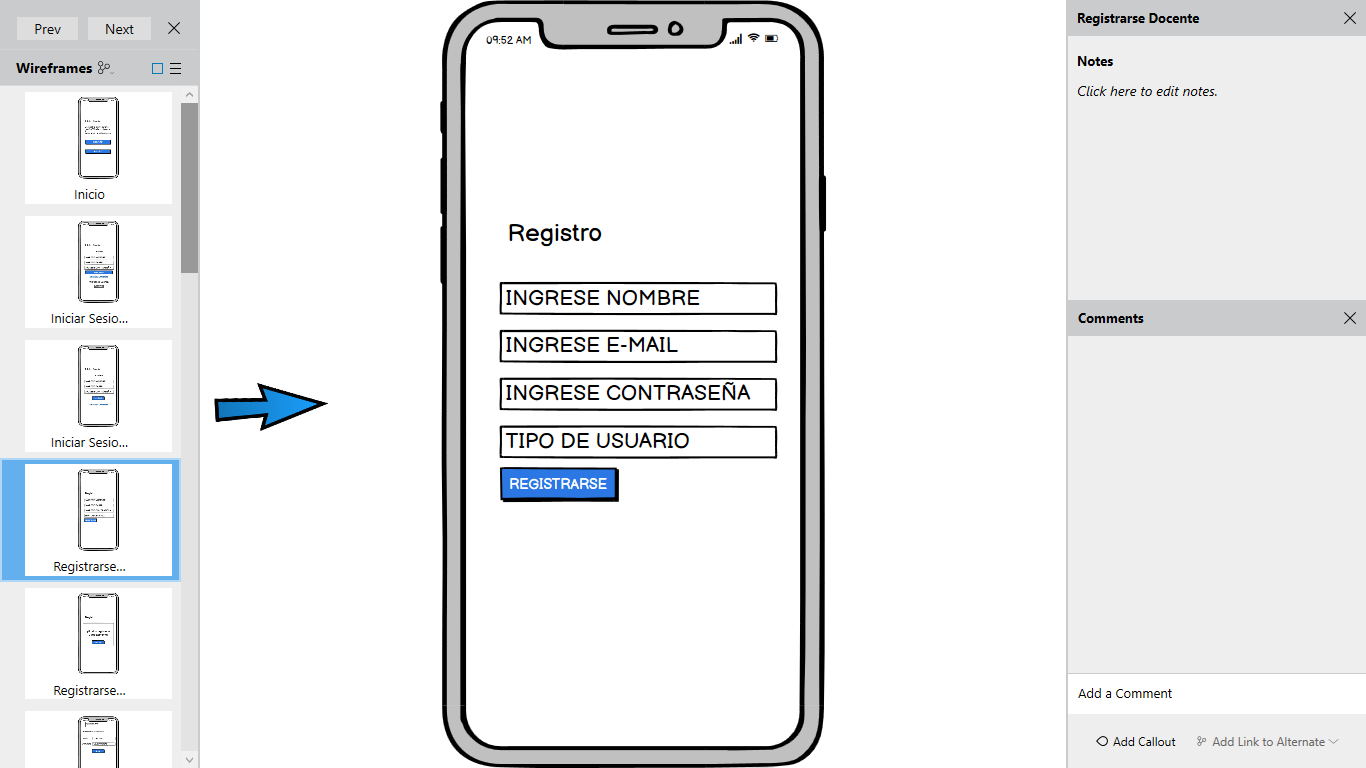 Prev
Next
Wireframes
Inicio
Iniciar Sesio...
Iniciar Sesio...
Registrarse...
Registrarse...
09:52 AM
Registro
INGRESE NOMBRE
INGRESE E-MAIL
INGRESE CONTRASEÑA
TIPO DE USUARIO
REGISTRARSE
Registrarse Docente
Notes
Click here to edit notes.
Comments
Add a Comment
Add Callout
Add Link to Alternate